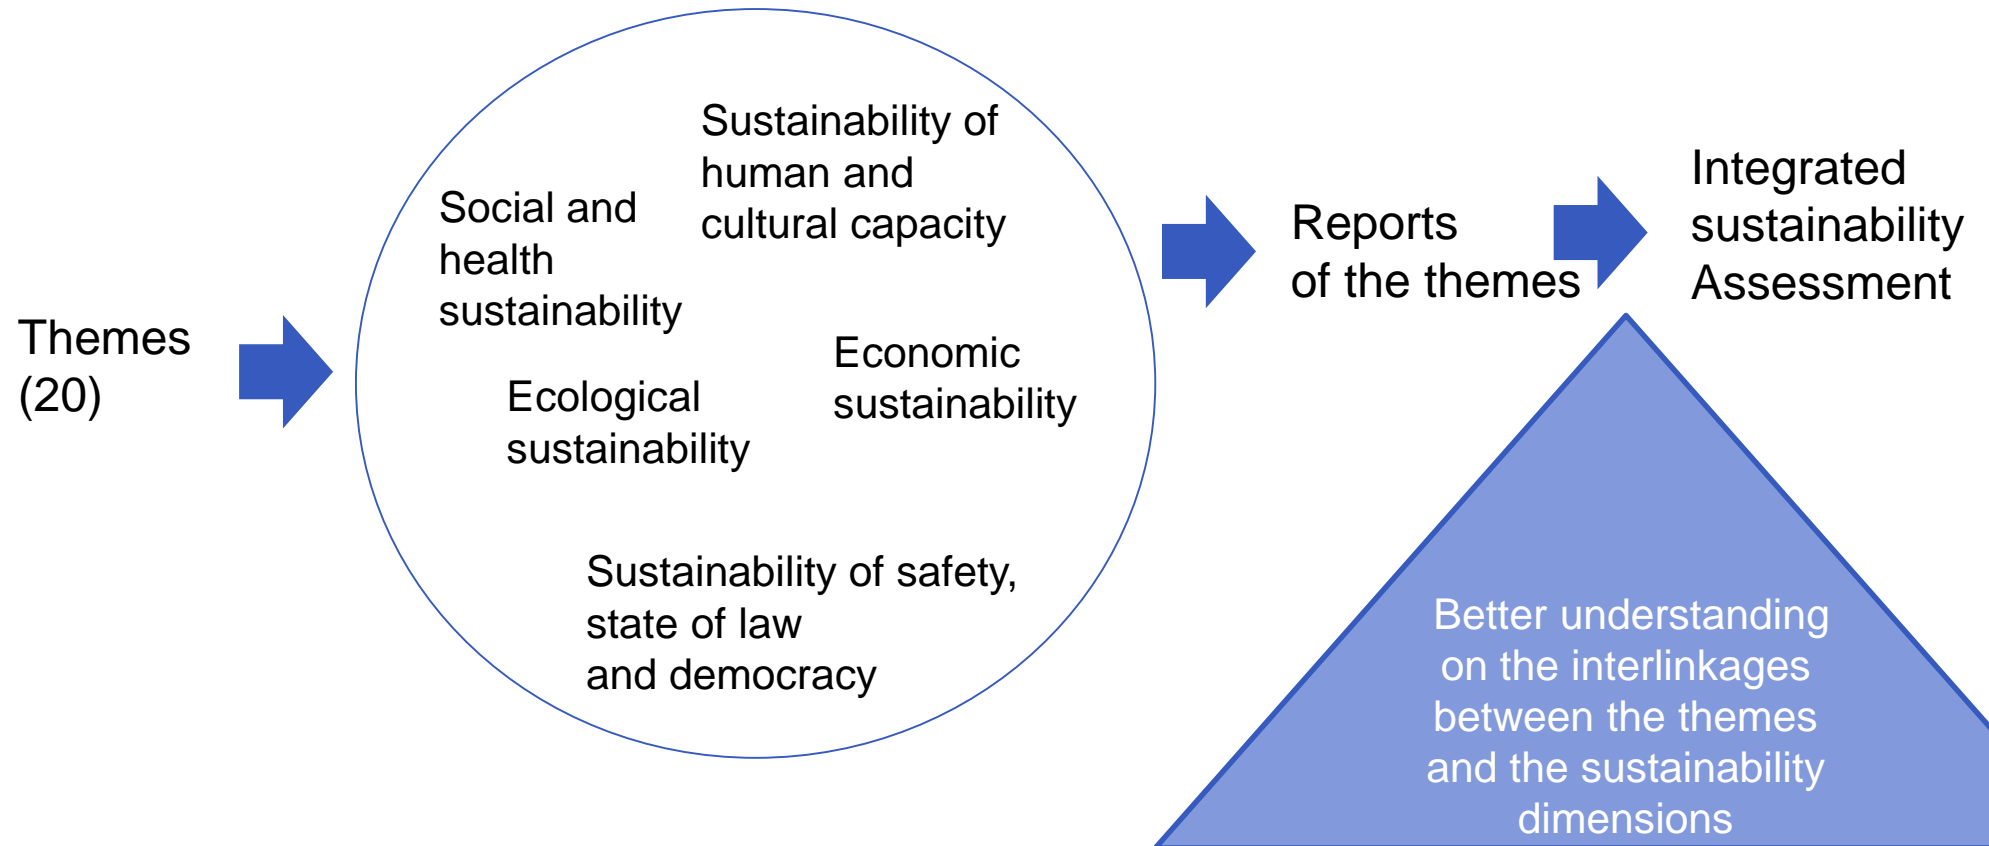 Themes
(20)
Social and
health
sustainability
Sustainability of
human and
cultural capacity
Ecological
sustainability
Economic
sustainability
Sustainability of safety,
state of law
and democracy
Reports
of the themes
Integrated
sustainability
Assessment
Better understanding
on the interlinkages
between the themes
and the sustainability
dimensions